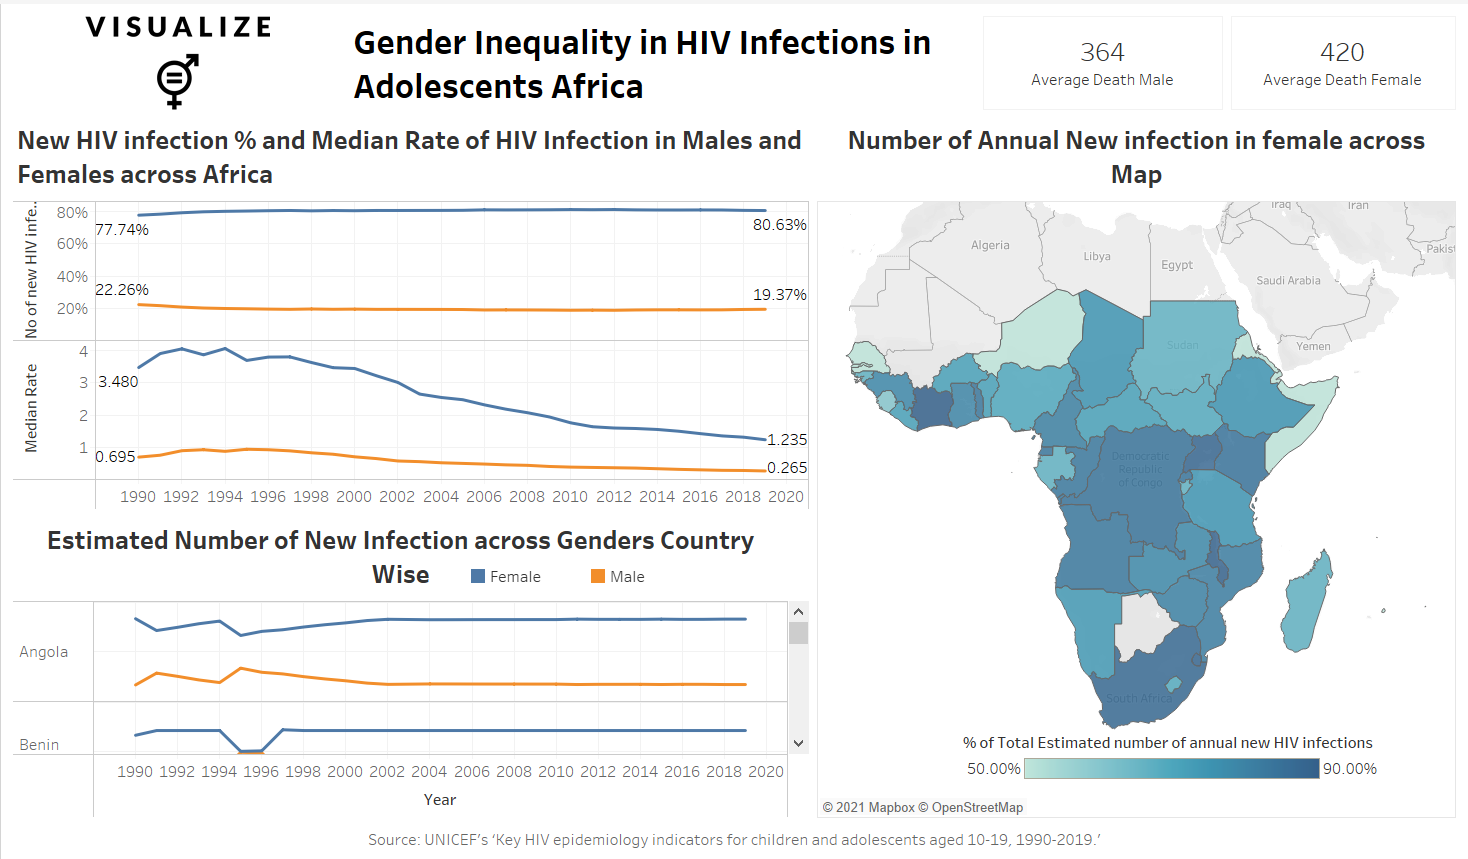 VISUALIZE
Gender Inequality in HIV Infections in
Adolescents Africa
364
Average Death Male
420
Average Death Female
New HIV infection % and Median Rate of HIV Infection in Males and
Females across Africa
No of new HIV infe..
80%
60%
40%
20%
77.74%
80.63%
22.26%
19.37%
Median Rate
4
3
2
1
3.480
1.235
0.695
0.265
1990 1992 1994 1996 1998 2000 2002 2004 2006 2008 2010 2012 2014 2016 2018 2020
Estimated Number of New Infection across Genders Country
Wise
Female
Male
Angola
Benin
1990 1992 1994 1996 1998 2000 2002 2004 2006 2008 2010 2012 2014 2016 2018 2020
Year
Number of Annual New infection in female across
Map
Iraq
Iran
Algeria
Libya
Egypt
Pakist
Saudi Arabia
Sudan
Yemen
Democratic
Republic
of Congo
South Africa
% of Total Estimated number of annual new HIV infections
50.00%
90.00%
© 2021 Mapbox © OpenStreetMap
Source: UNICEF's 'Key HIV epidemiology indicators for children and adolescents aged 10-19, 1990-2019.'